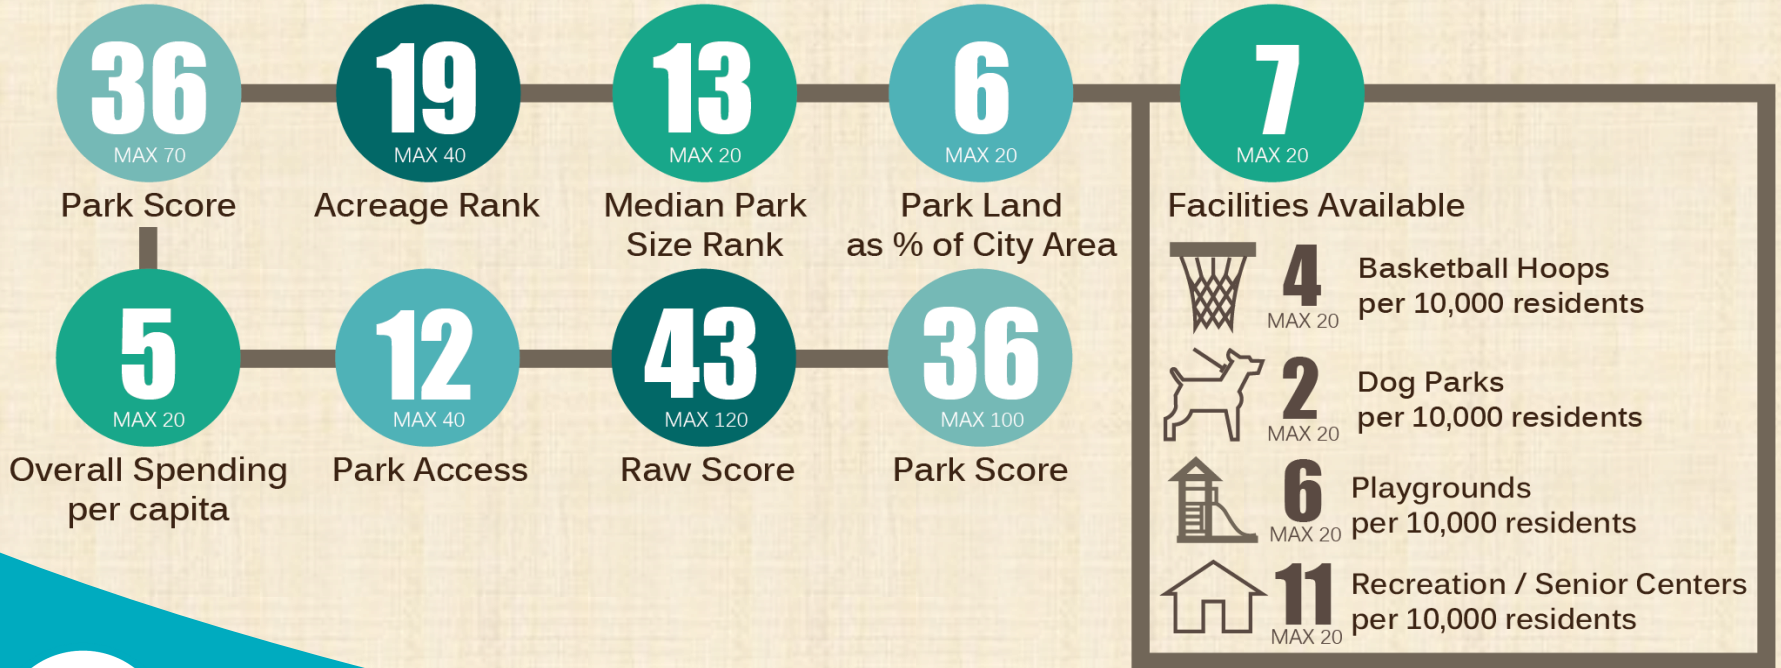 36
MAX 70
Park Score
19
MAX 40
Acreage Rank
13
MAX 20
Median Park
Size Rank
6
MAX 20
Park Land
as % of City Area
7
MAX 20
Facilities Available
4
MAX 20
Basketball Hoops
per 10,000 residents
2
MAX 20
Dog Parks
per 10,000 residents
6
MAX 20
Playgrounds
per 10,000 residents
11
MAX 20
Recreation / Senior Centers
per 10,000 residents
5
MAX 20
Overall Spending
per capita
12
MAX 40
Park Access
43
MAX 120
Raw Score
36
MAX 100
Park Score